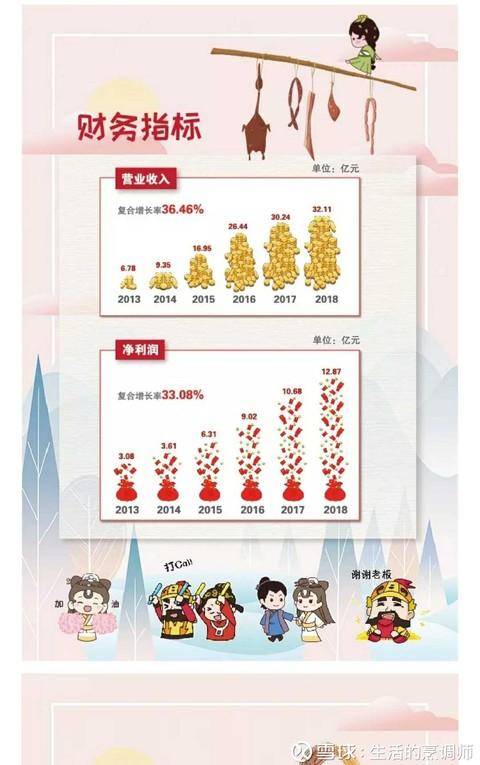 财务指标
单位：亿元
营业收入
复合增长率36.46%
6.78 9.35 16.95 26.44 30.24 32.11
2013 2014 2015 2016 2017 2018
单位：亿元
净利润
复合增长率33.08%
3.08 3.61 6.31 9.02 10.68 12.87
2013 2014 2015 2016 2017 2018
加 油
打Call
谢谢老板
雪球：生活的烹调师